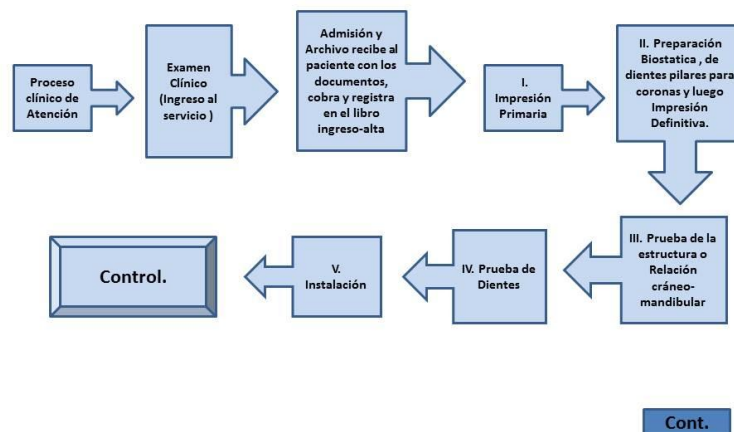 Proceso
clínico de
Atención
Examen
Clínico
(Ingreso al
servicio )
Admisión y
Archivo recibe al
paciente con los
documentos,
cobra y registra
en el libro
ingreso-alta
I.
Impresión
Primaria
II. Preparación
Biostatica , de
dientes pilares para
coronas y luego
Impresión
Definitiva.
III. Prueba de la
estructura o
Relación
cráneo-
mandibular
IV. Prueba de
Dientes
V.
Instalación
Control.
Cont.